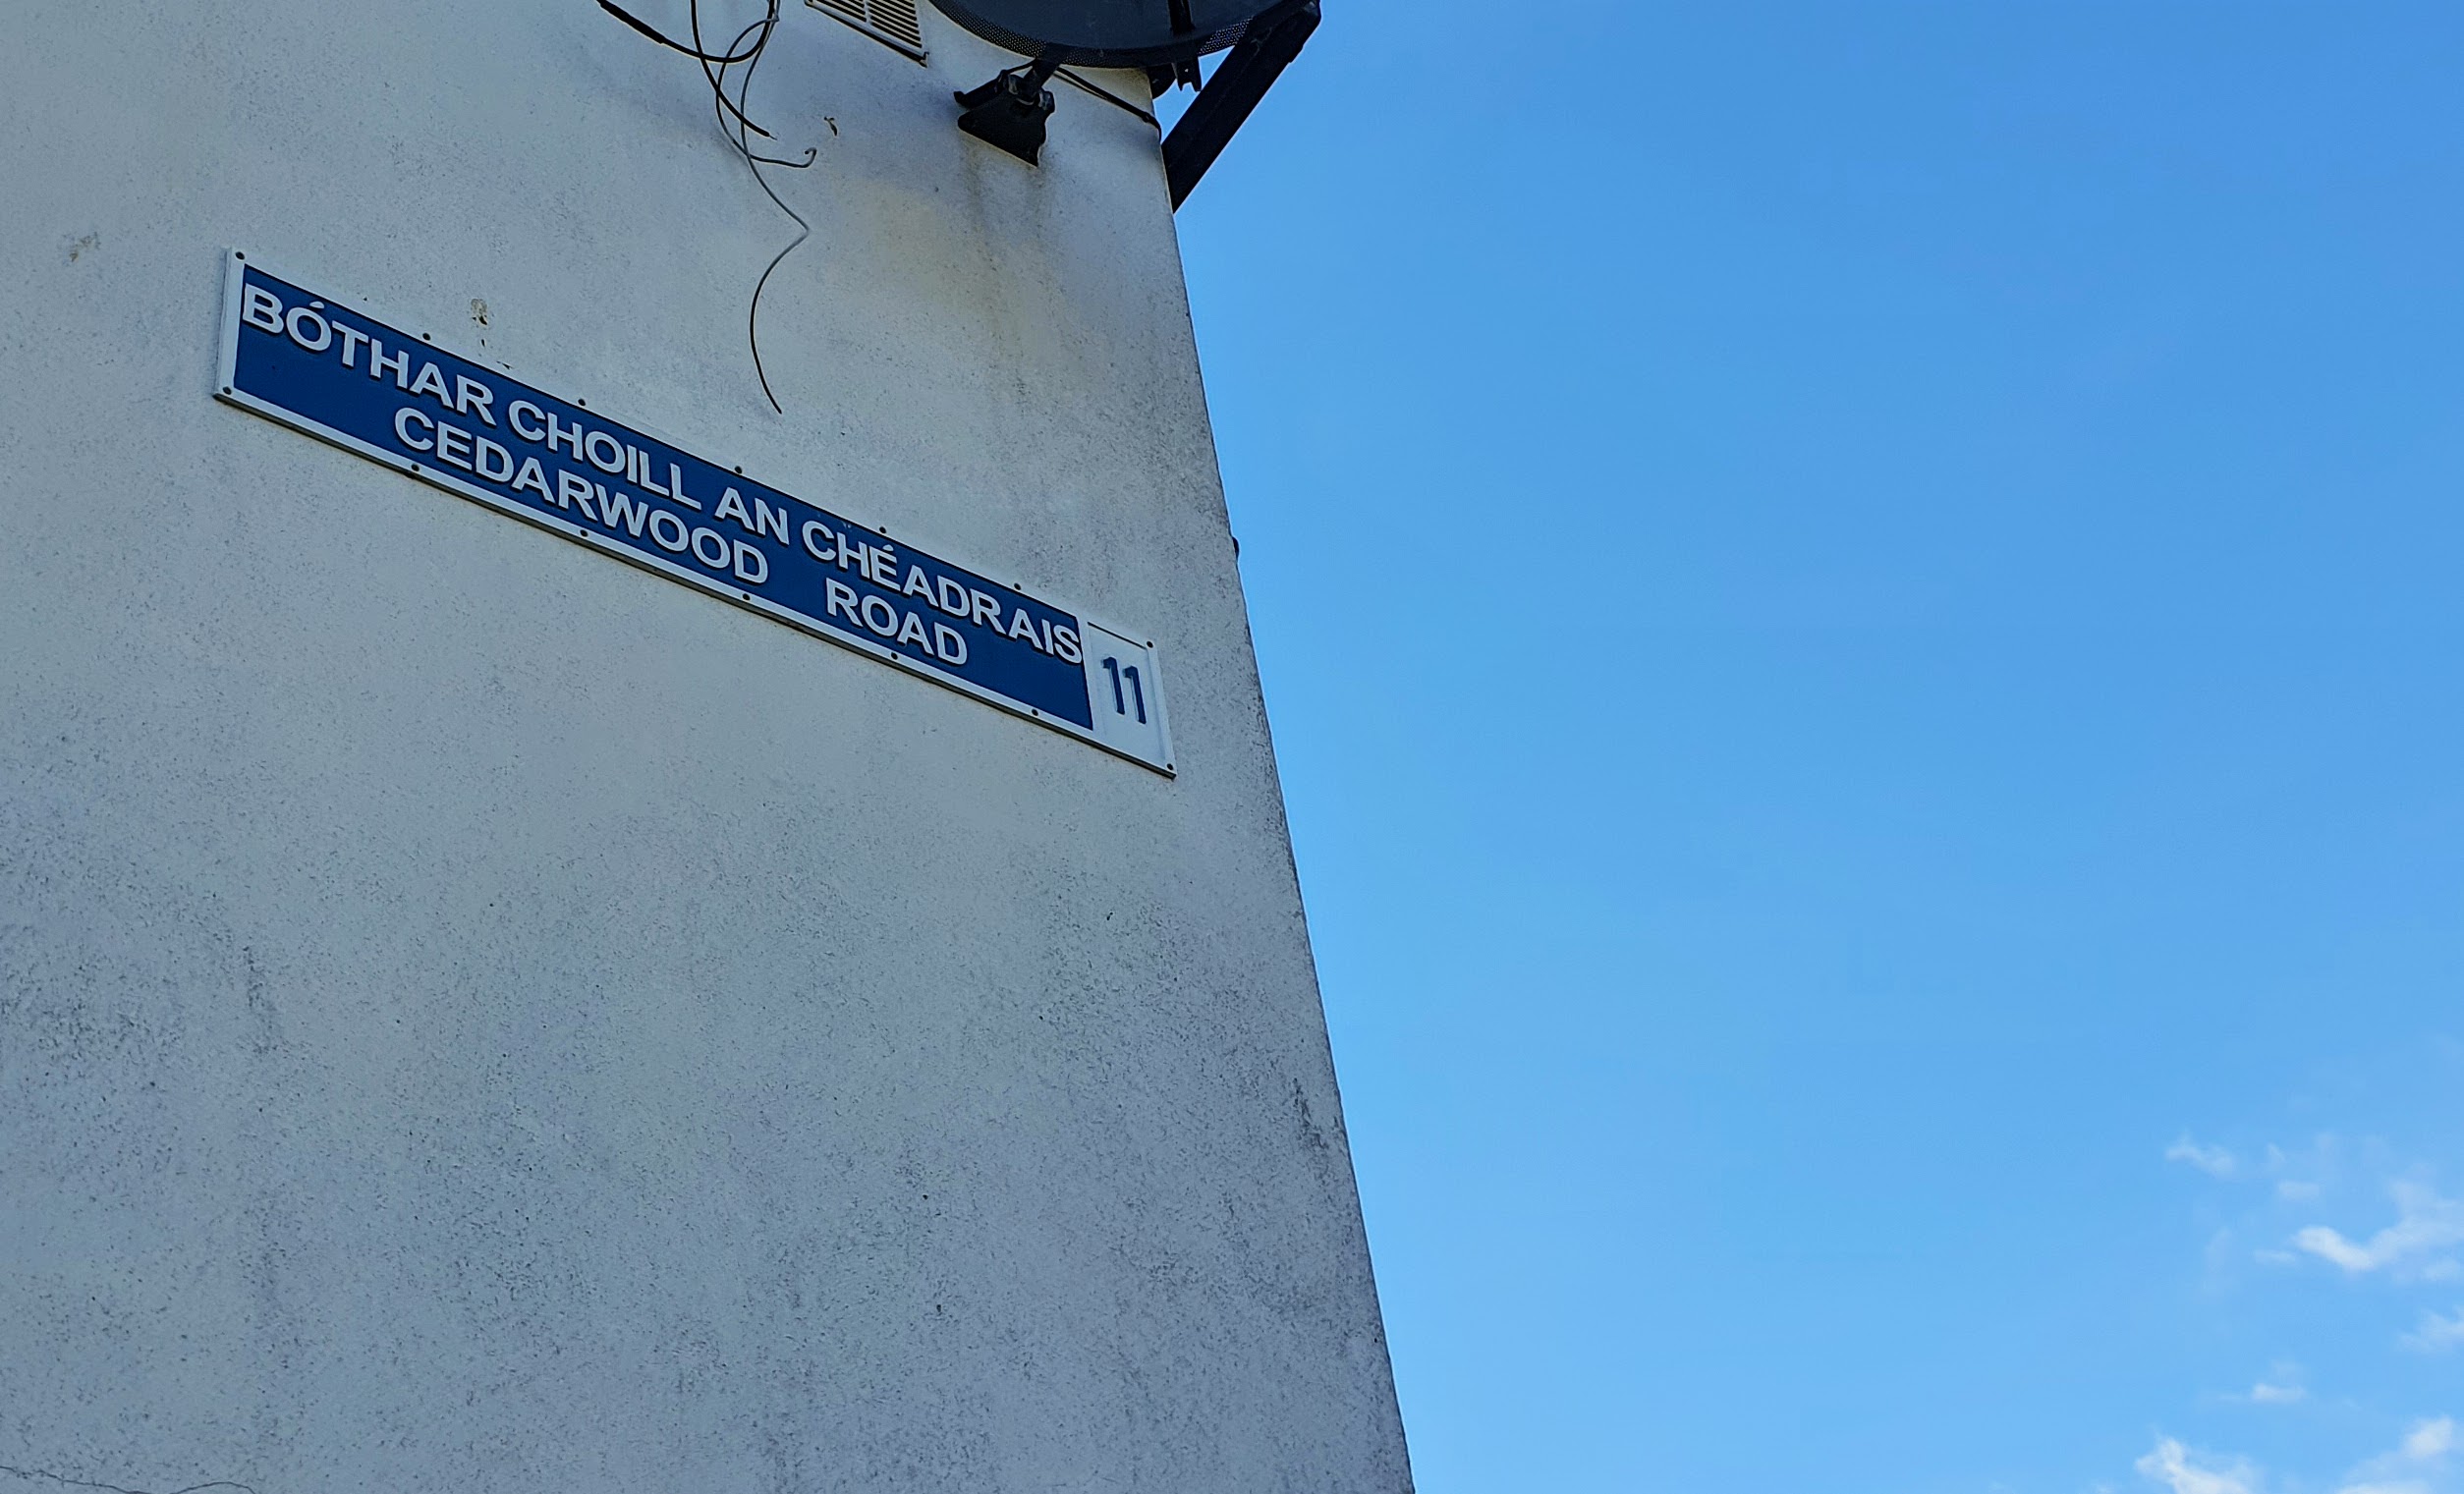 BÓTHAR CHOILL AN CHÉADRAIS
CEDARWOOD ROAD
11